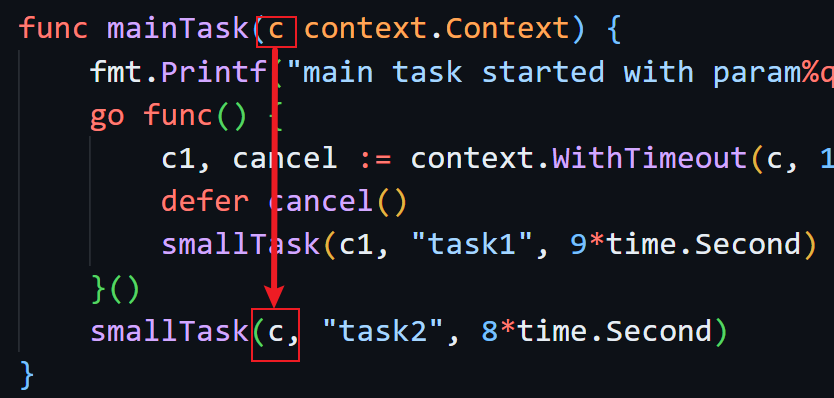 func mainTask(c context.Context) {
fmt.Printf("main task started with param%q
go func() {
c1, cancel := context.WithTimeout(c, 1
defer cancel()
smallTask(c1, "task1", 9*time.Second)
}()
smallTask(c, "task2", 8*time.Second)
}